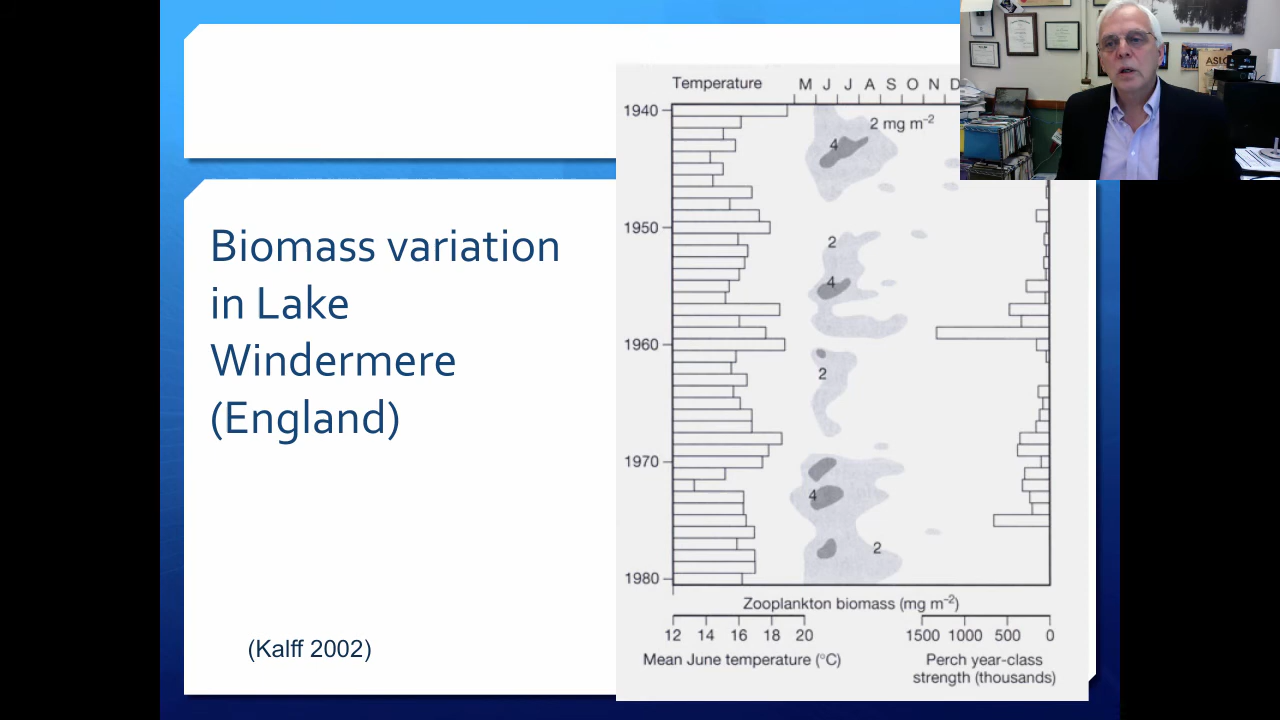 Temperature
M J J A S O N D
1940
2 mg m⁻²
4
1950
2
4
1960
2
1970
4
2
1980
Zooplankton biomass (mg m⁻²)
12 14 16 18 20
1500 1000 500 0
Mean June temperature (°C)
Perch year-class
strength (thousands)
Biomass variation
in Lake
Windermere
(England)
(Kalff 2002)
ASLO